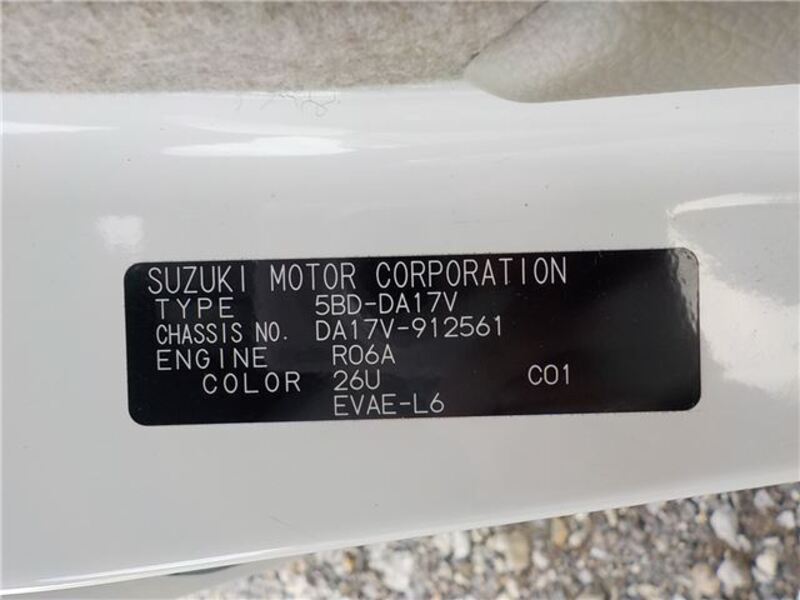 SUZUKI MOTOR CORPORATION
TYPE 5BD-DA17V
CHASSIS NO. DA17V-912561
ENGINE R06A
COLOR 26U C01
EVAE-L6